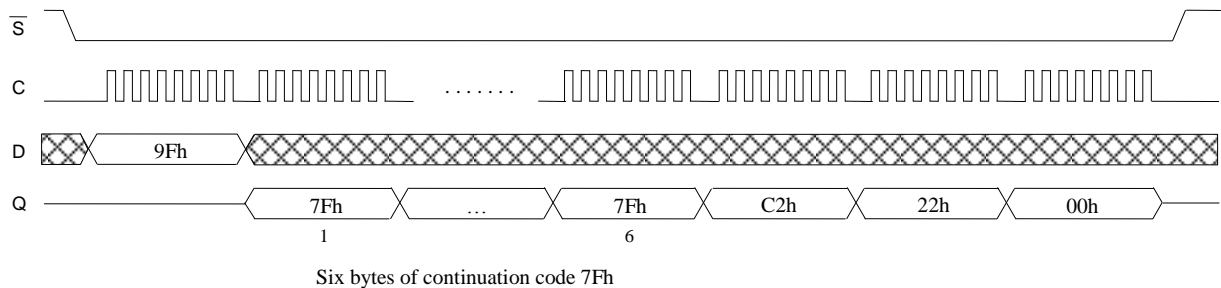 S
C
.......
D 9Fh
Q 7Fh ... 7Fh C2h 22h 00h
1 6
Six bytes of continuation code 7Fh